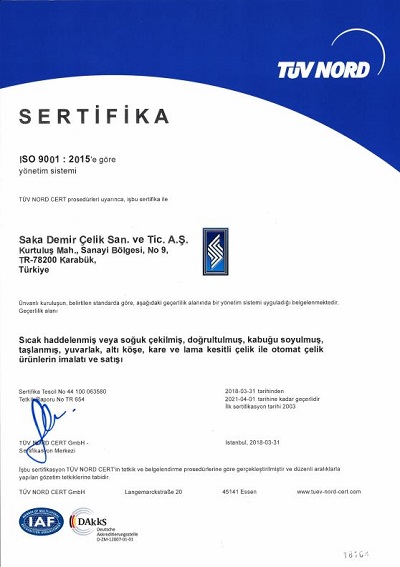 TÜVNORD
SERTİFİKA
ISO 9001 : 2015'e göre
yönetim sistemi
TÜV NORD CERT prosedürleri uyarınca, işbu sertifika ile
Saka Demir Çelik San. ve Tic. A.Ş.
Kurtuluş Mah., Sanayi Bölgesi, No 9,
TR-78200 Karabük,
Türkiye
Ünvanlı kuruluşun, belirtilen standarda göre, aşağıdaki geçerlilik alanında bir yönetim sistemi uyguladığı belgelenmektedir.
Geçerlilik alanı
Sıcak haddelenmiş veya soğuk çekilmiş, doğrultulmuş, kabuğu soyulmuş,
taşlanmış, yuvarlak, altı köşe, kare ve lama kesitli çelik ile otomat çelik
ürünlerin imalatı ve satışı
Sertifika Tescil No 44 100 063580
Tetkik Raporu No TR 654
2018-03-31 tarihinden
2021-04-01 tarihine kadar geçerlidir
İlk sertifikasyon tarihi 2003
TÜV NORD CERT GmbH -
Sertifikasyon Merkezi
Istanbul, 2018-03-31
İşbu sertifikasyon TÜV NORD CERT'in tetkik ve belgelendirme prosedürlerine göre gerçekleştirilmiştir ve düzenli aralıklarla
yapılan gözetim tetkiklerine tabidir.
TÜV NORD CERT GmbH Langemarckstraße 20 45141 Essen www.tuev-nord-cert.com
IAF
DAkkS
Deutsche
Akkreditierungsstelle
D-ZM-12007-01-01